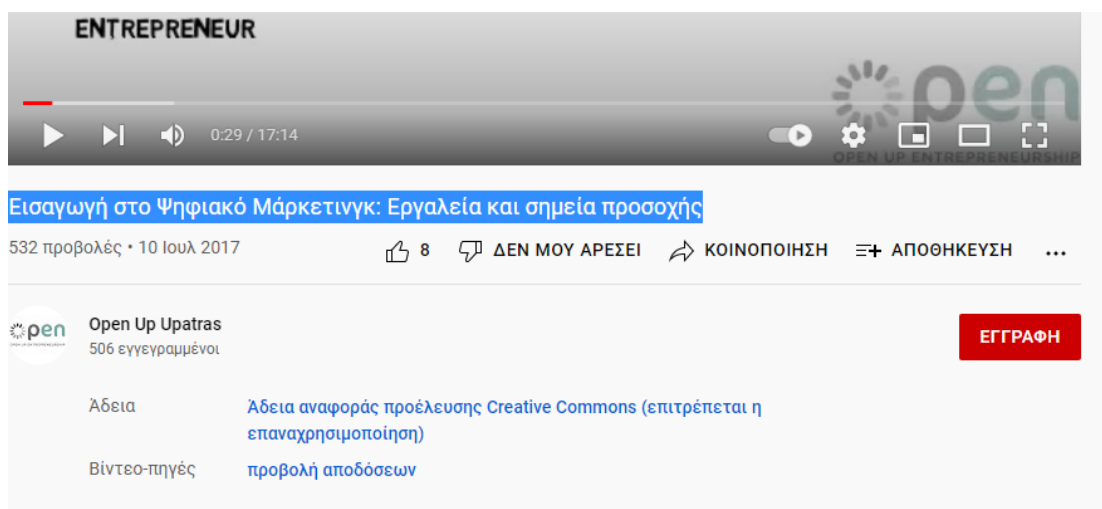 ENTREPRENEUR
open
OPEN UP ENTREPRENEURSHIP
0:29 / 17:14
Εισαγωγή στο Ψηφιακό Μάρκετινγκ: Εργαλεία και σημεία προσοχής
532 προβολές • 10 Ιουλ 2017
8 ΔΕΝ ΜΟΥ ΑΡΕΣΕΙ ΚΟΙΝΟΠΟΙΗΣΗ ΑΠΟΘΗΚΕΥΣΗ ...
open
Open Up Upatras
506 εγγεγραμμένοι
ΕΓΓΡΑΦΗ
Άδεια
Άδεια αναφοράς προέλευσης Creative Commons (επιτρέπεται η
επαναχρησιμοποίηση)
Βίντεο-πηγές
προβολή αποδόσεων